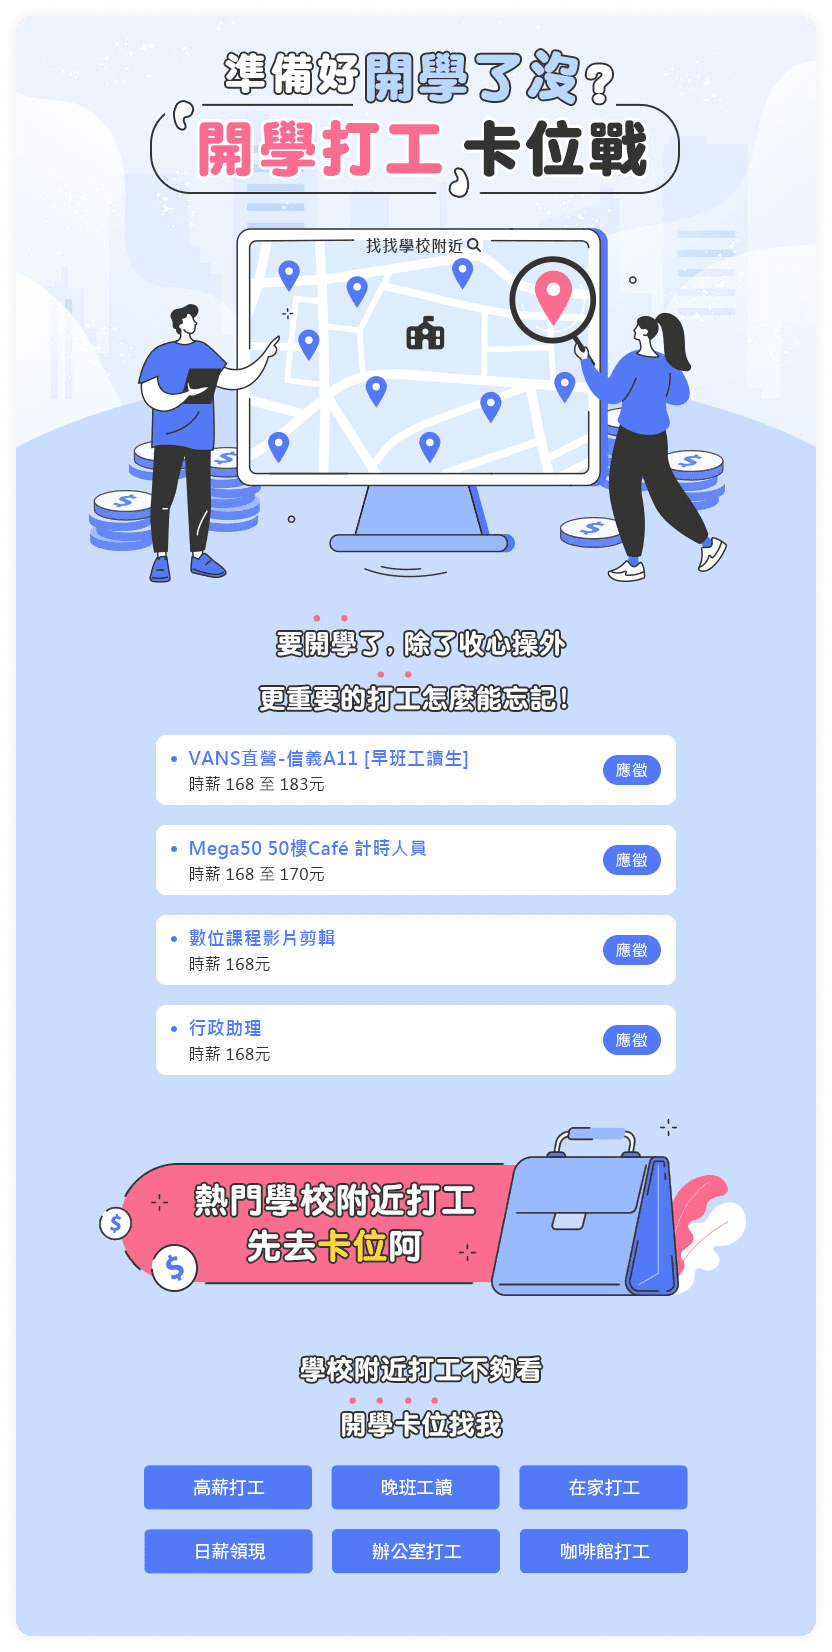 準備好開學了沒?
開學打工 卡位戰
找找學校附近
要開學了, 除了收心操外
更重要的打工怎麼能忘記!
• VANS直營-信義A11 [早班工讀生]
時薪 168 至 183元
應徵
• Mega50 50樓Café 計時人員
時薪 168 至 170元
應徵
• 數位課程影片剪輯
時薪 168元
應徵
• 行政助理
時薪 168元
應徵
熱門學校附近打工
先去卡位阿
學校附近打工不夠看
開學卡位找我
高薪打工
晚班工讀
在家打工
日薪領現
辦公室打工
咖啡館打工